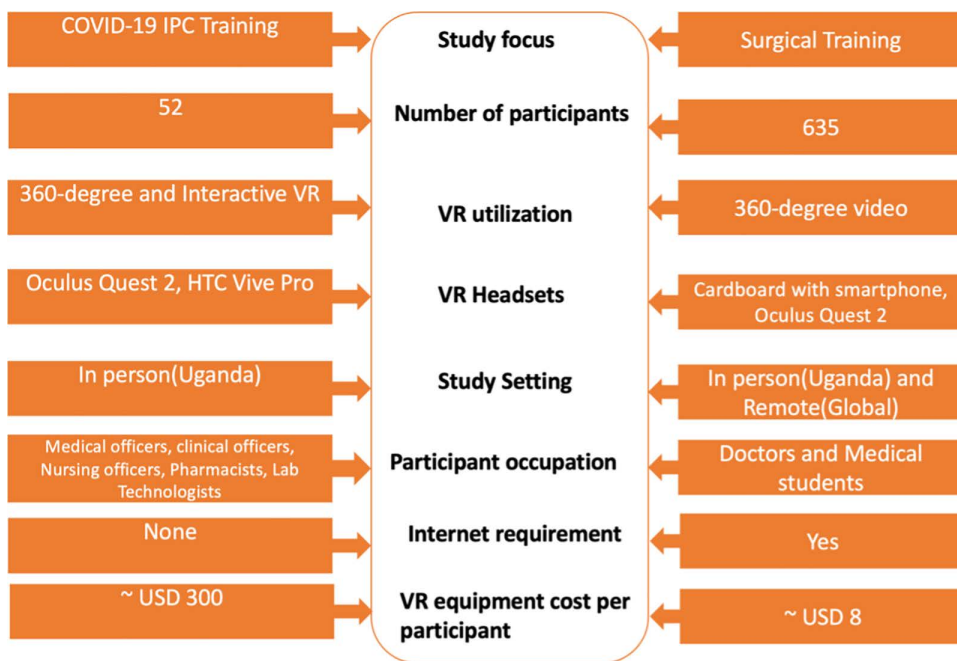 COVID-19 IPC Training
Study focus
Surgical Training
52
Number of participants
635
360-degree and Interactive VR
VR utilization
360-degree video
Oculus Quest 2, HTC Vive Pro
VR Headsets
Cardboard with smartphone,
Oculus Quest 2
In person(Uganda)
Study Setting
In person(Uganda) and
Remote(Global)
Medical officers, clinical officers,
Nursing officers, Pharmacists, Lab
Technologists
Participant occupation
Doctors and Medical
students
None
Internet requirement
Yes
~ USD 300
VR equipment cost per
participant
~ USD 8